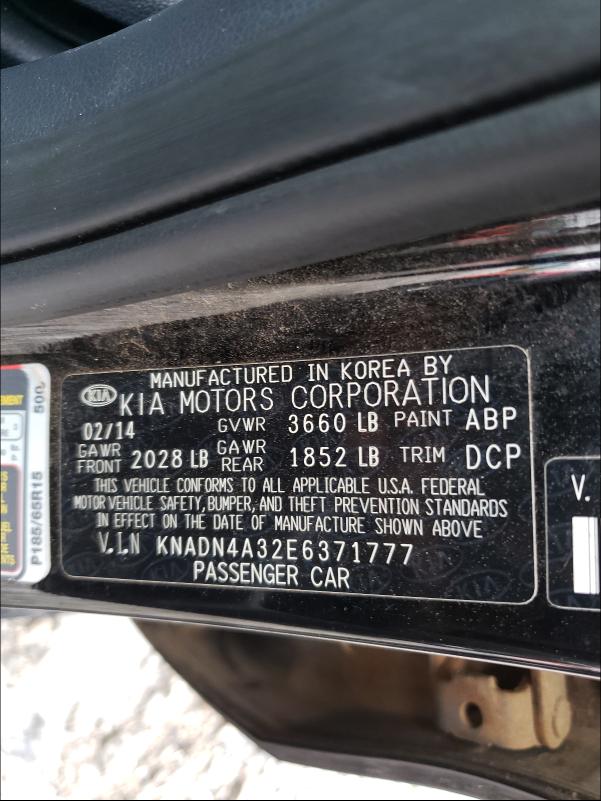 MANUFACTURED IN KOREA BY
KIA KIA MOTORS CORPORATION
02/14 GVWR 3660 LB PAINT ABP
GAWR FRONT 2028 LB GAWR REAR 1852 LB TRIM DCP
THIS VEHICLE CONFORMS TO ALL APPLICABLE U.S.A. FEDERAL
MOTOR VEHICLE SAFETY, BUMPER, AND THEFT PREVENTION STANDARDS
IN EFFECT ON THE DATE OF MANUFACTURE SHOWN ABOVE
V.I.N KNADN4A32E6371777
PASSENGER CAR
P185/65R15
500
V.